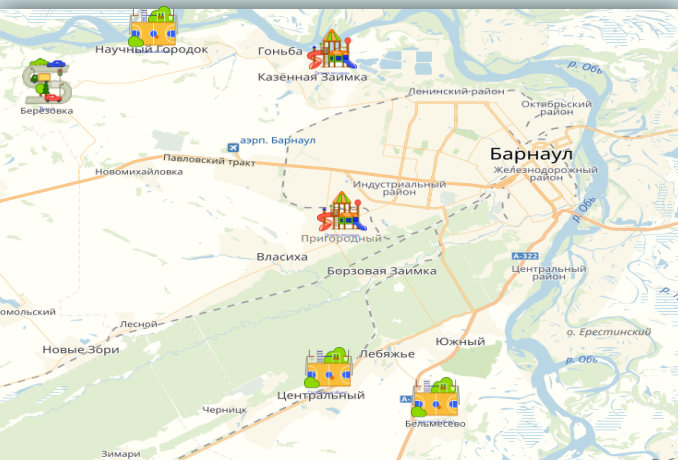 Научный Городок
Гоньба
Казённая Заимка
р. Обь
Ленинский район
Октябрьский
район
Берёзовка
аэрп. Барнаул
Барнаул
Павловский тракт
Новомихайловка
Железнодорожный
район
Индустриальный
район
р. Обь
Пригородный
Власиха
А-322
Борзовая Заимка
Центральный
район
омольский
Лесной
о. Ерестинский
Южный
Новые Зори
Лебяжье
р. Обь
Центральный
А-
Черницк
Бельмесево
Зимари